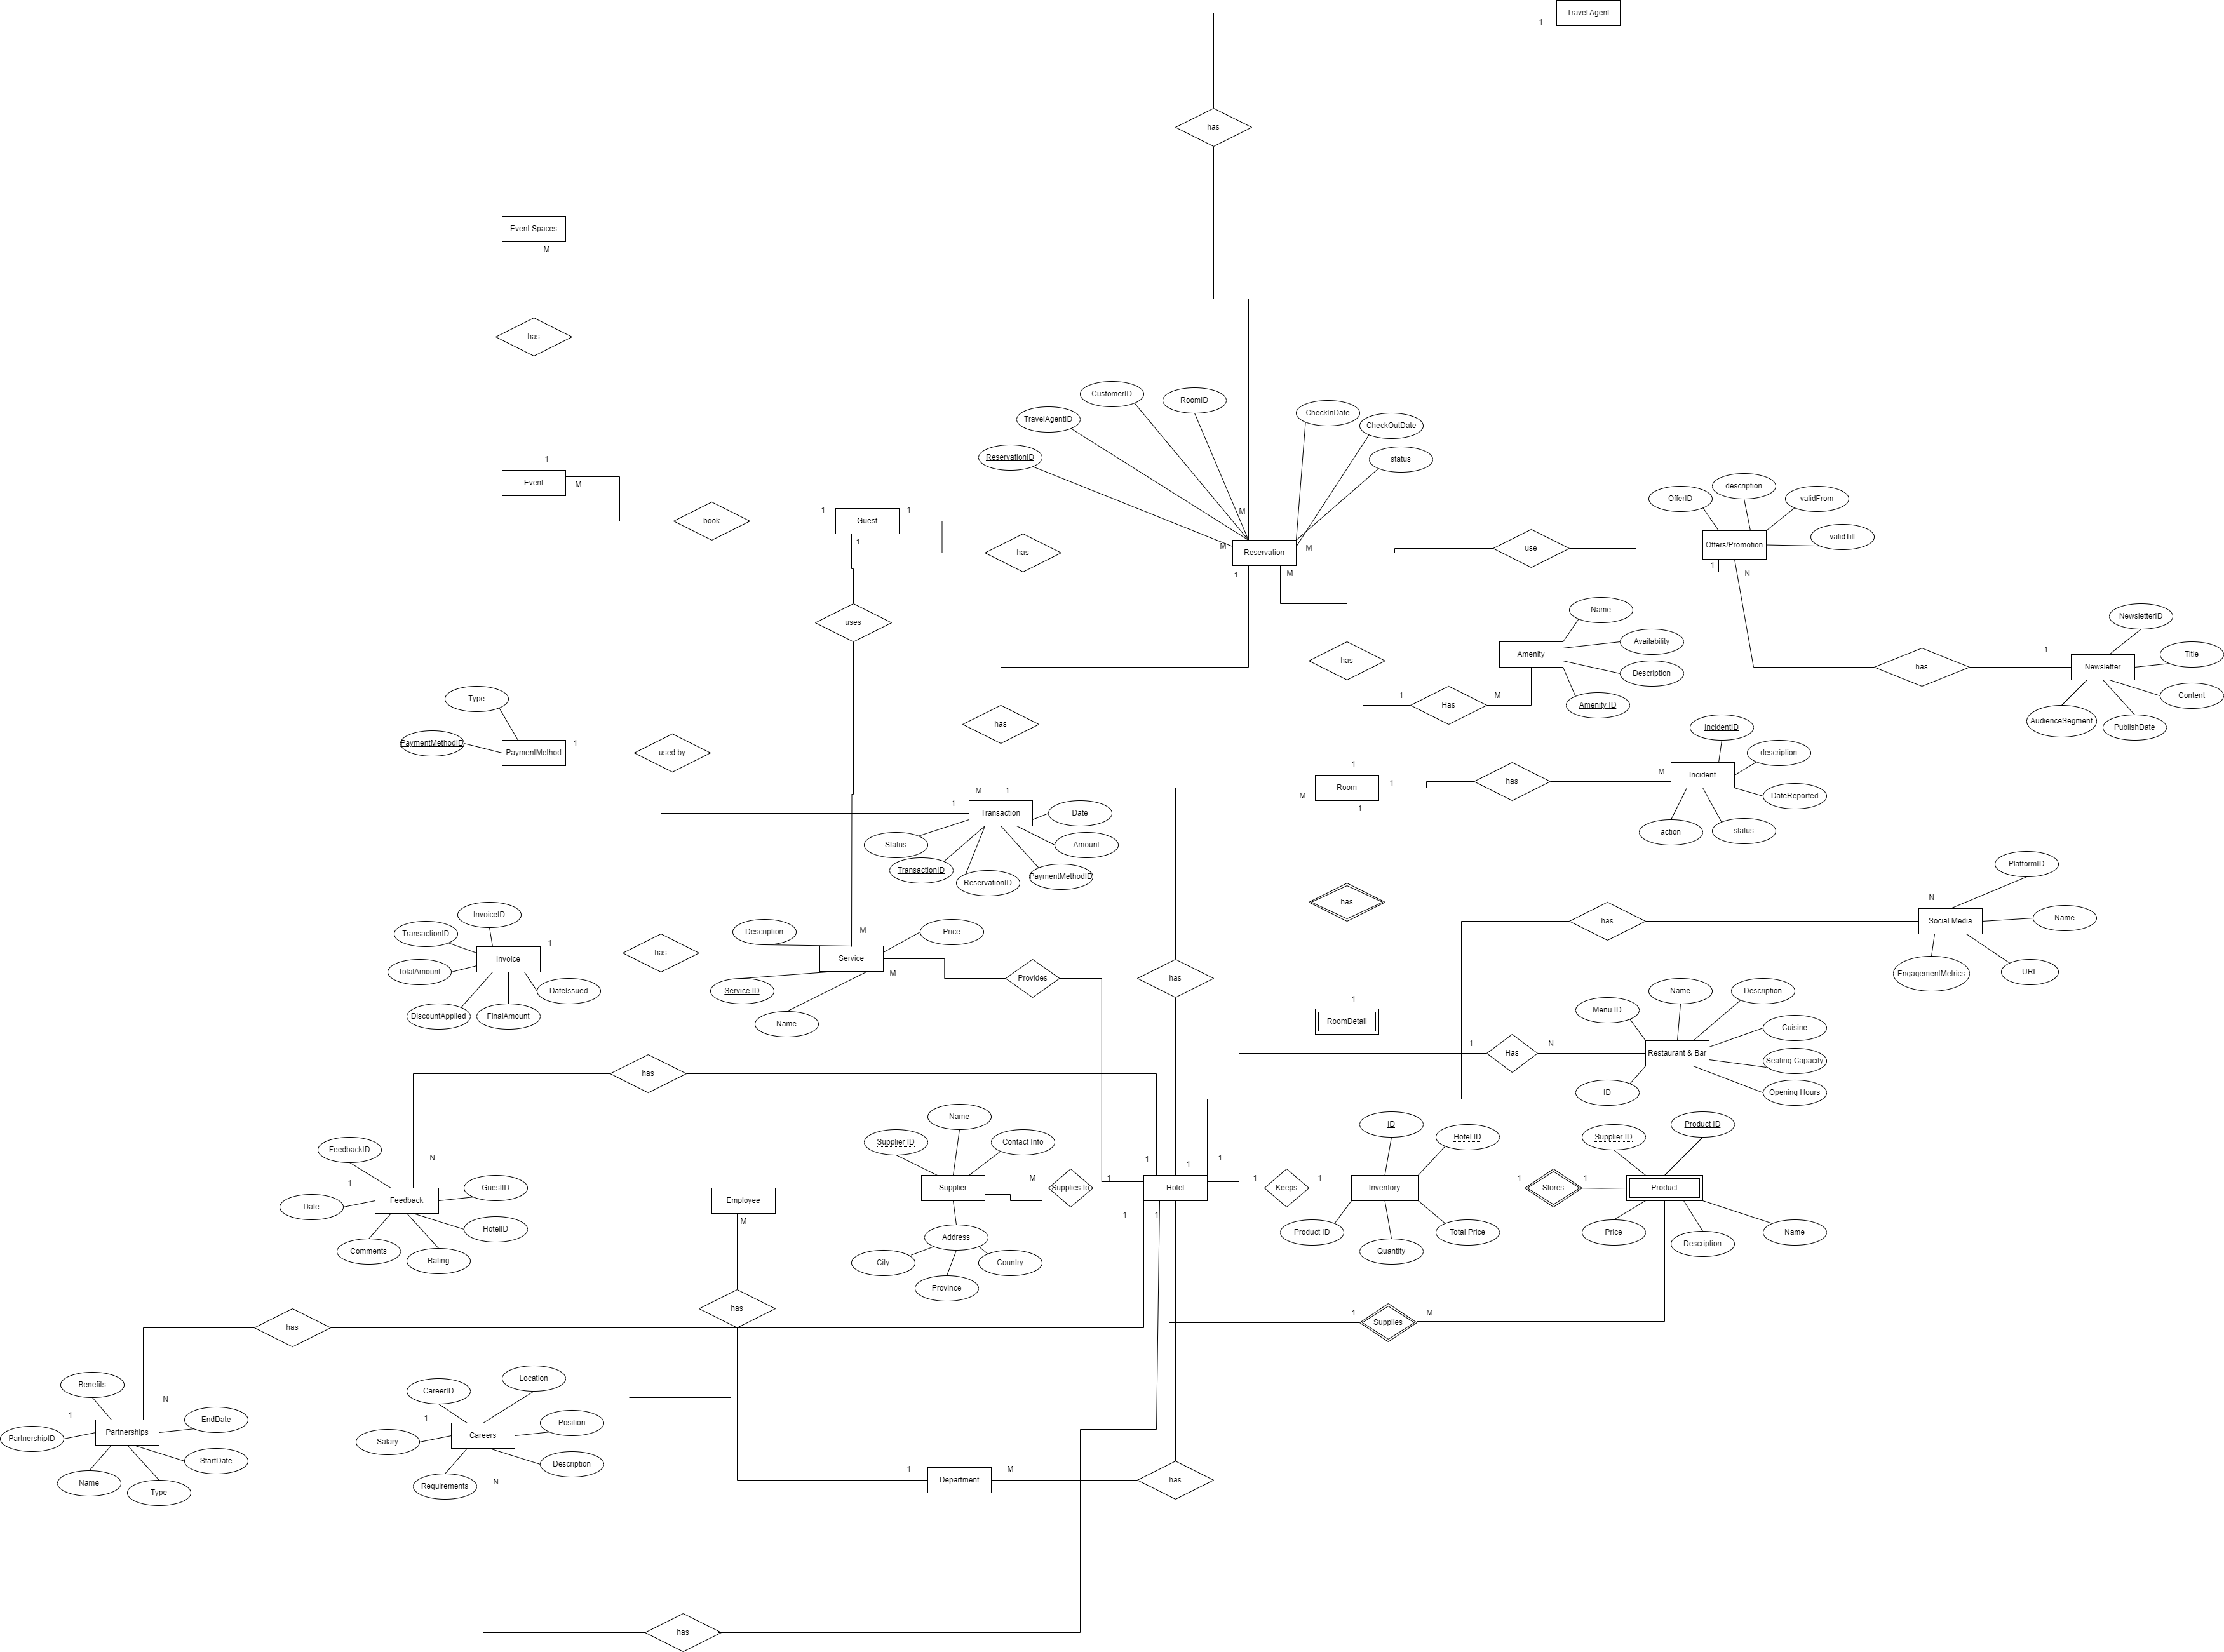 Travel Agent
1
has
Event Spaces
M
has
1
Event
M
book
1
Guest
1
1
has
M
CustomerID
RoomID
TravelAgentID
CheckInDate
CheckOutDate
ReservationID
status
M
Reservation
M
1
M
use
OfferID
description
validFrom
validTill
Offers/Promotion
1
N
has
1
NewsletterID
Newsletter
Title
Content
AudienceSegment
PublishDate
uses
has
Amenity
Name
Availability
Description
Amenity ID
1
Has
M
Type
PaymentMethodID
PaymentMethod
1
used by
has
M
1
IncidentID
description
Incident
DateReported
action
status
M
has
1
1
Room
M
1
1
Transaction
Date
Status
Amount
TransactionID
ReservationID
PaymentMethodID
has
1
RoomDetail
PlatformID
N
Social Media
Name
EngagementMetrics
URL
has
InvoiceID
TransactionID
Invoice
1
TotalAmount
DateIssued
DiscountApplied
FinalAmount
has
M
Description
Price
Service
M
Service ID
Name
Provides
has
Name
Description
Menu ID
Cuisine
Restaurant & Bar
Seating Capacity
Opening Hours
ID
1
Has
N
has
N
FeedbackID
1
GuestID
Feedback
Date
HotelID
Comments
Rating
Name
Supplier ID
Contact Info
Supplier
M
Supplies to
1
Address
City
Country
Province
Employee
M
has
1
1
1
Hotel
1
1
1
Keeps
1
ID
Hotel ID
Inventory
Product ID
Total Price
Quantity
1
Stores
1
Supplier ID
Product ID
Product
Price
Name
Description
1
Supplies
M
has
N
Benefits
1
EndDate
PartnershipID
Partnerships
StartDate
Name
Type
Location
CareerID
1
Position
Salary
Careers
Description
Requirements
N
1
Department
M
has
has